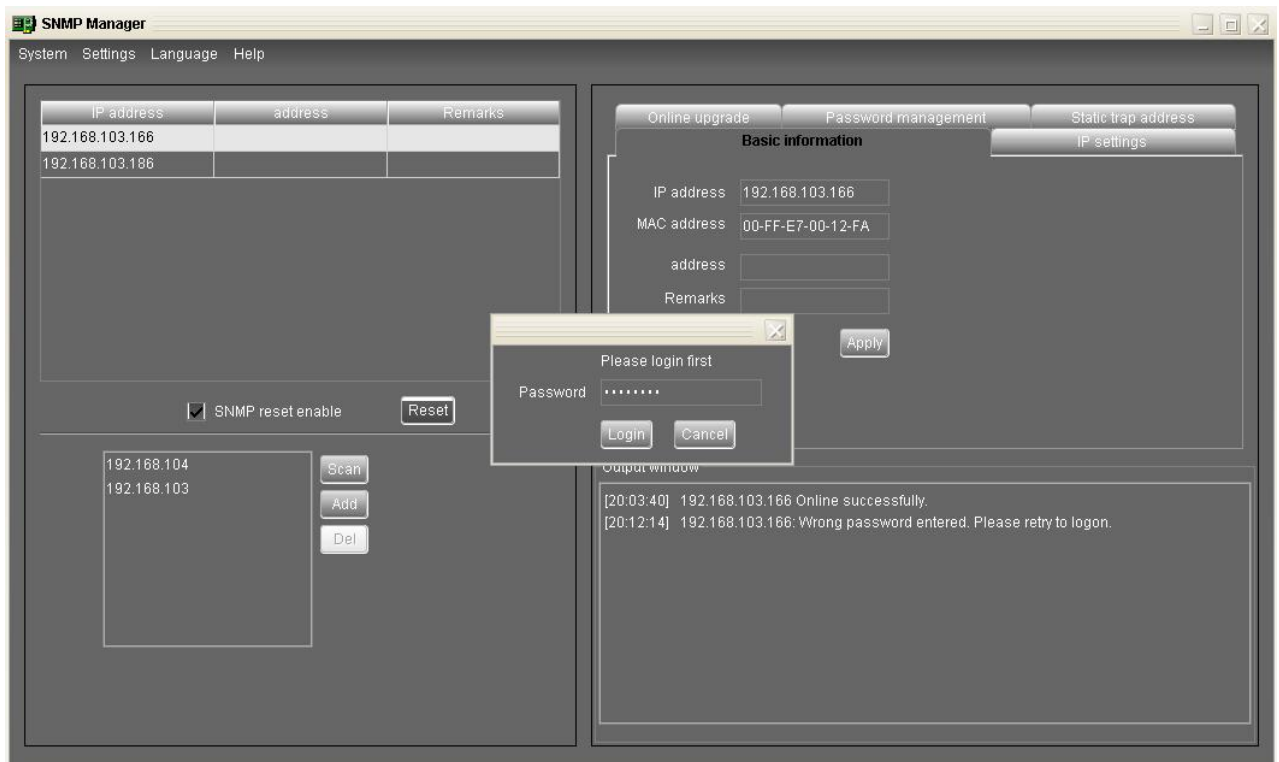 SNMP Manager
System Settings Language Help
IP address address Remarks
192.168.103.166
192.168.103.186
SNMP reset enable Reset
192.168.104
192.168.103
Scan
Add
Del
Online upgrade Password management Static trap address
Basic information IP settings
IP address 192.168.103.166
MAC address 00-FF-E7-00-12-FA
address
Remarks
Apply
Please login first
Password ········
Login Cancel
Output window
[20:03:40] 192.168.103.166 Online successfully.
[20:12:14] 192.168.103.166: Wrong password entered. Please retry to logon.